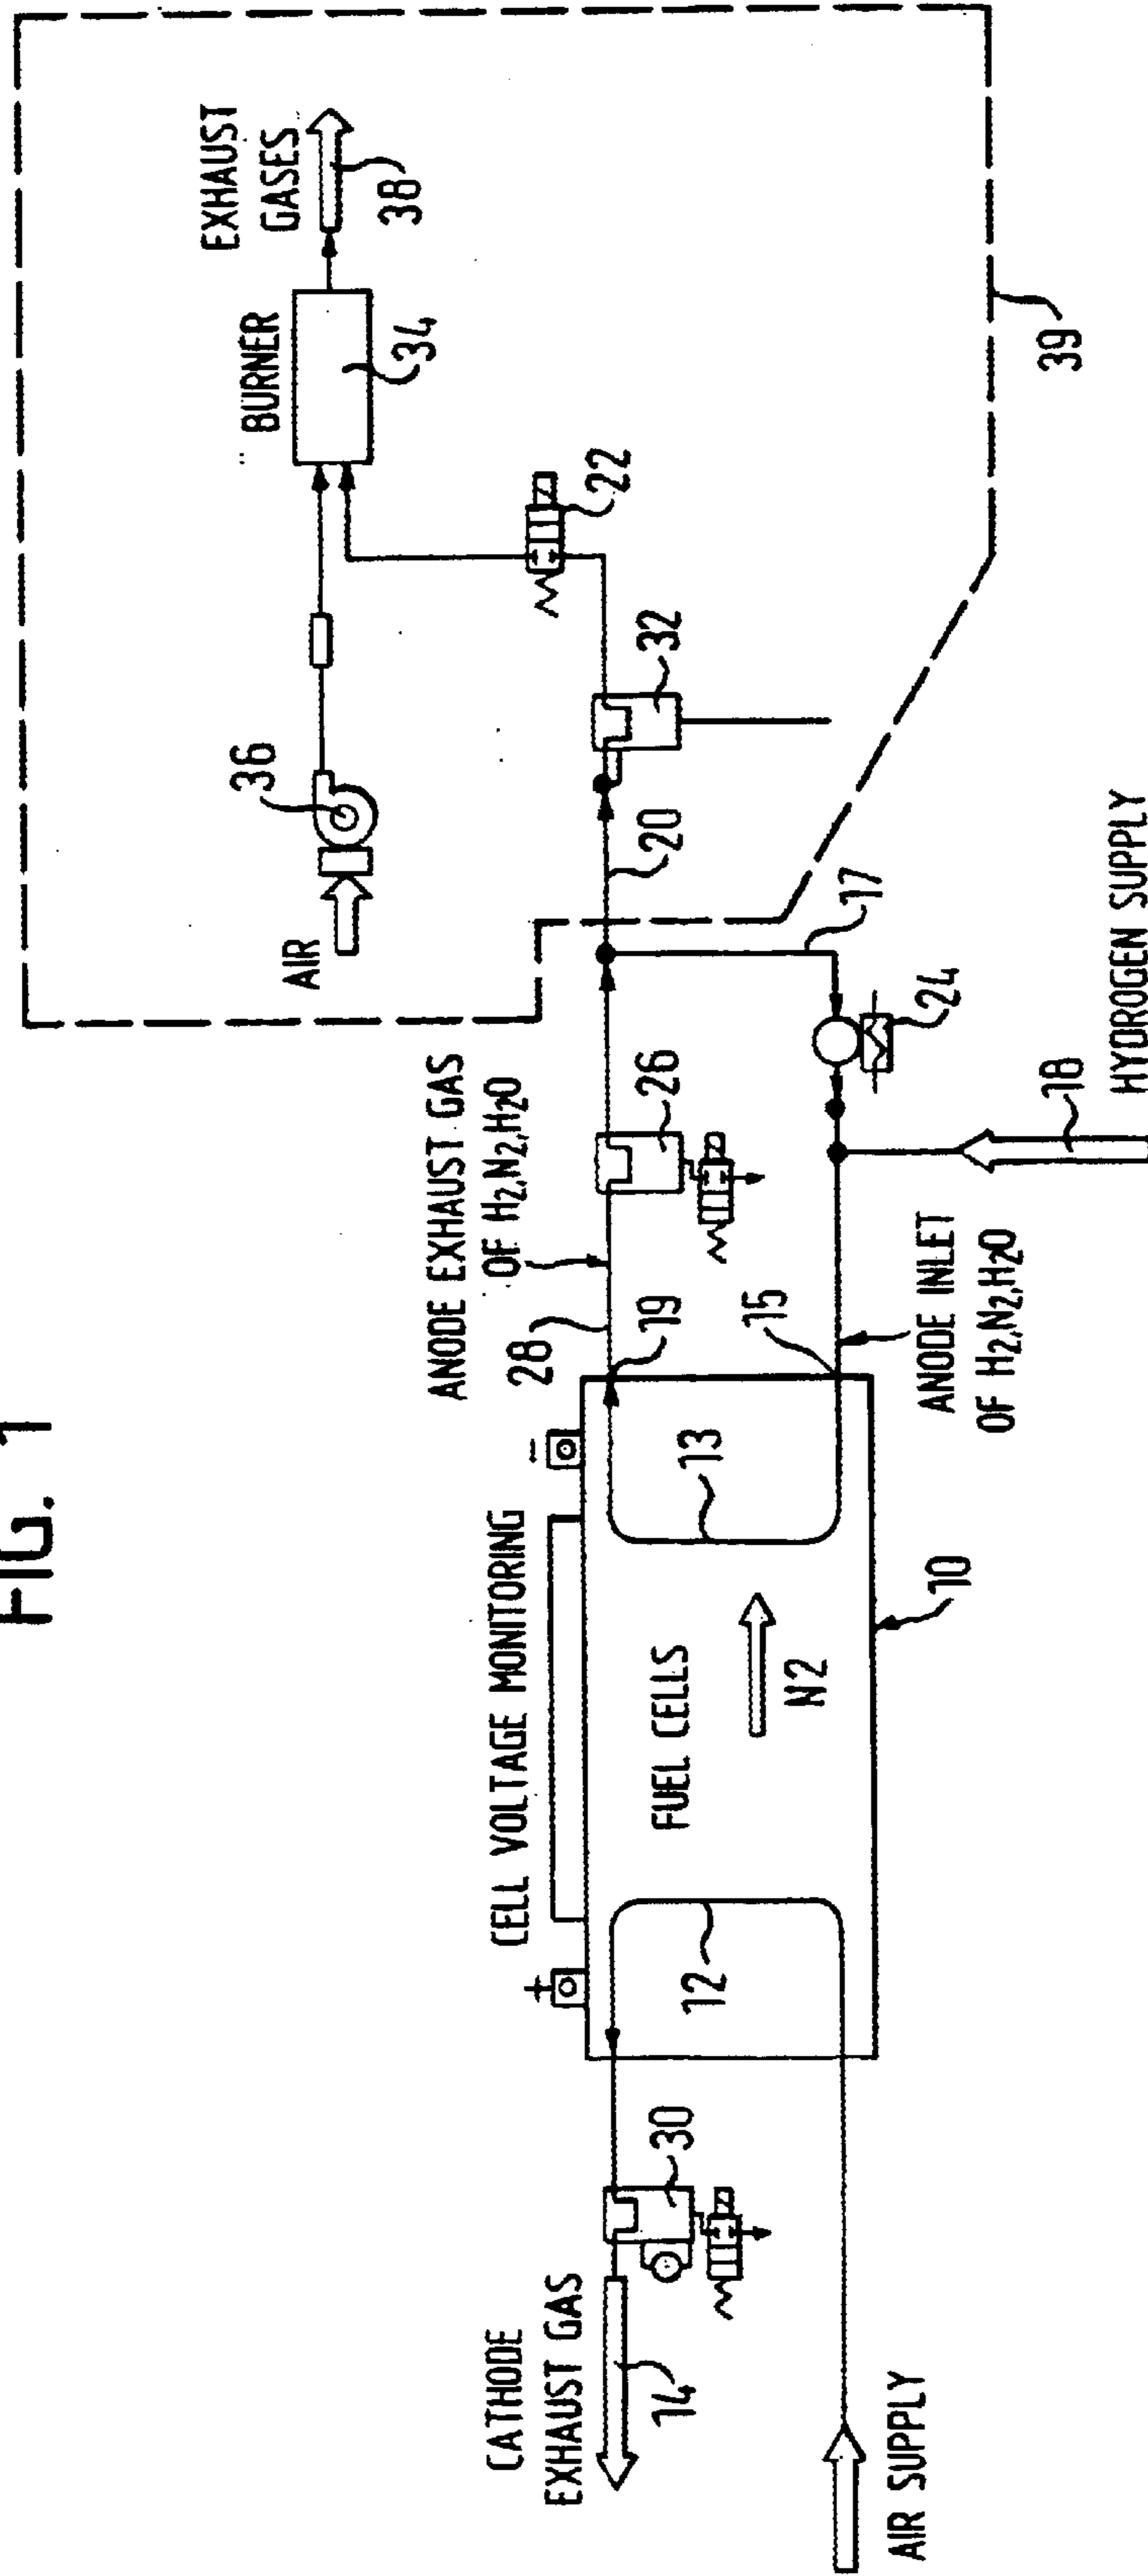 FIG. 1
EXHAUST
GASES
38
BURNER
34
36
AIR
22
32
20
39
17
24
18
HYDROGEN SUPPLY
ANODE EXHAUST GAS
OF H2,N2,H2O
26
28
19
15
ANODE INLET
OF H2,N2,H2O
CELL VOLTAGE MONITORING
+
-
13
FUEL CELLS
N2
10
12
30
CATHODE
EXHAUST GAS
14
AIR SUPPLY